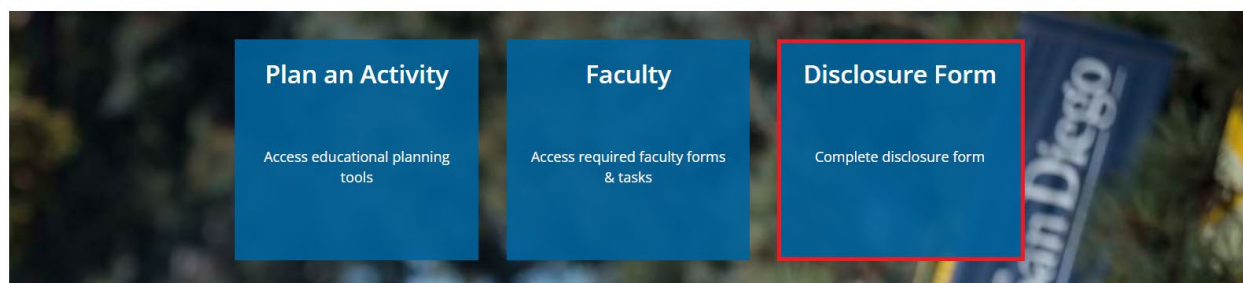 Plan an Activity
Access educational planning
tools
Faculty
Access required faculty forms
& tasks
Disclosure Form
Complete disclosure form
San Diego